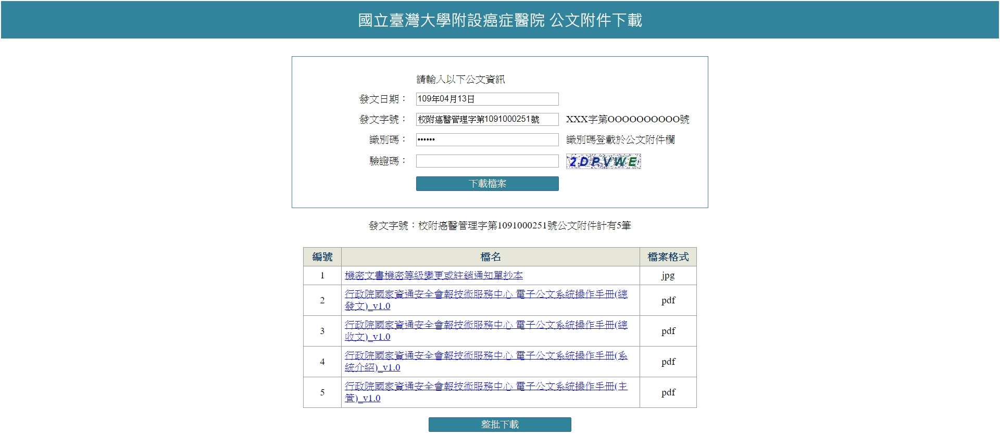 國立臺灣大學附設癌症醫院 公文附件下載
請輸入以下公文資訊
發文日期： 109年04月13日
發文字號： 校附癌醫管理字第1091000251號 XXX字第OOOOOOOOOO號
識別碼： •••••• 識別碼登載於公文附件欄
驗證碼： 2DPVWE
下載檔案
發文字號：校附癌醫管理字第1091000251號公文附件計有5筆
編號 檔名 檔案格式
1 機密文書機密等級變更或註銷通知單抄本 jpg
2 行政院國家資通安全會報技術服務中心 電子公文系統操作手冊(總 pdf
發文)_v1.0
3 行政院國家資通安全會報技術服務中心 電子公文系統操作手冊(總 pdf
收文)_v1.0
4 行政院國家資通安全會報技術服務中心 電子公文系統操作手冊(系 pdf
統介紹)_v1.0
5 行政院國家資通安全會報技術服務中心 電子公文系統操作手冊(主 pdf
管)_v1.0
整批下載